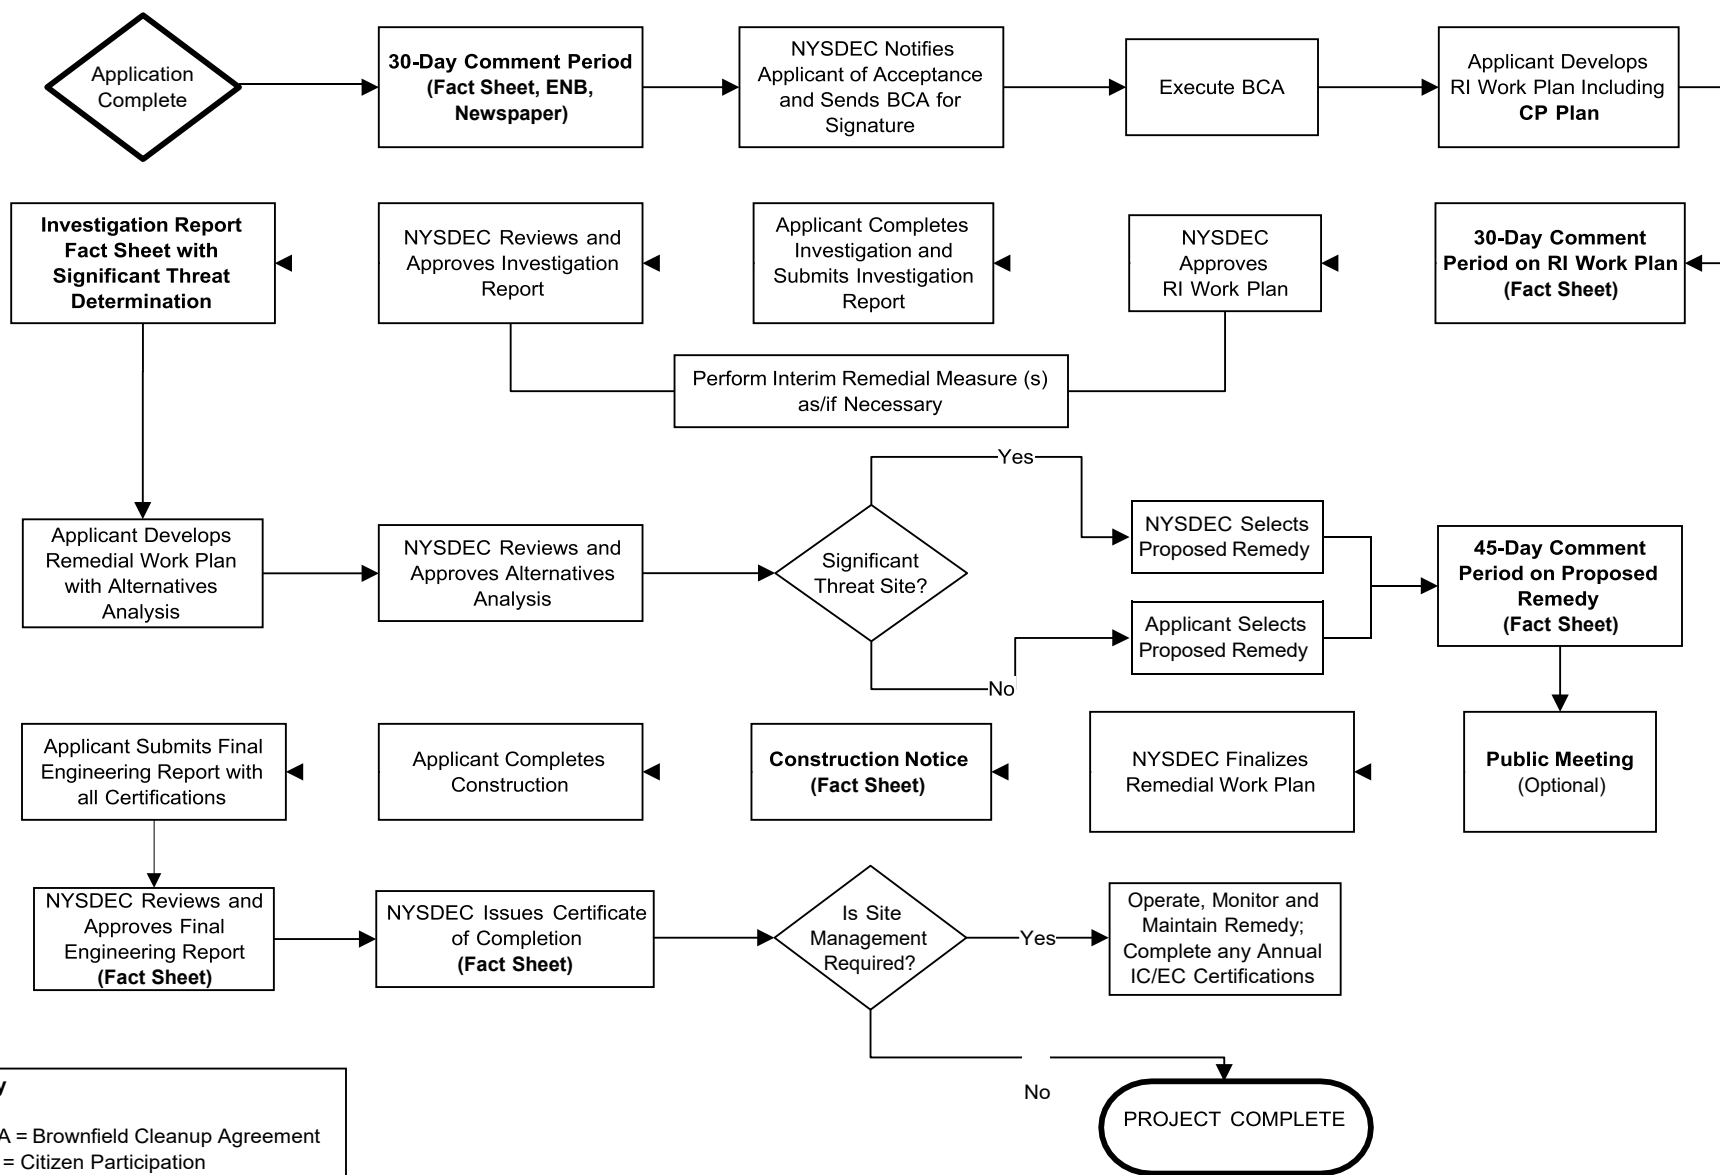 Application
Complete
30-Day Comment Period
(Fact Sheet, ENB,
Newspaper)
NYSDEC Notifies
Applicant of Acceptance
and Sends BCA for
Signature
Execute BCA
Applicant Develops
RI Work Plan Including
CP Plan
Investigation Report
Fact Sheet with
Significant Threat
Determination
NYSDEC Reviews and
Approves Investigation
Report
Applicant Completes
Investigation and
Submits Investigation
Report
NYSDEC
Approves
RI Work Plan
30-Day Comment
Period on RI Work Plan
(Fact Sheet)
Perform Interim Remedial Measure (s)
as/if Necessary
Applicant Develops
Remedial Work Plan
with Alternatives
Analysis
NYSDEC Reviews and
Approves Alternatives
Analysis
Significant
Threat Site?
Yes
No
NYSDEC Selects
Proposed Remedy
Applicant Selects
Proposed Remedy
45-Day Comment
Period on Proposed
Remedy
(Fact Sheet)
Applicant Submits Final
Engineering Report with
all Certifications
Applicant Completes
Construction
Construction Notice
(Fact Sheet)
NYSDEC Finalizes
Remedial Work Plan
Public Meeting
(Optional)
NYSDEC Reviews and
Approves Final
Engineering Report
(Fact Sheet)
NYSDEC Issues Certificate
of Completion
(Fact Sheet)
Is Site
Management
Required?
Yes
Operate, Monitor and
Maintain Remedy;
Complete any Annual
IC/EC Certifications
No
PROJECT COMPLETE
y
A = Brownfield Cleanup Agreement
= Citizen Participation